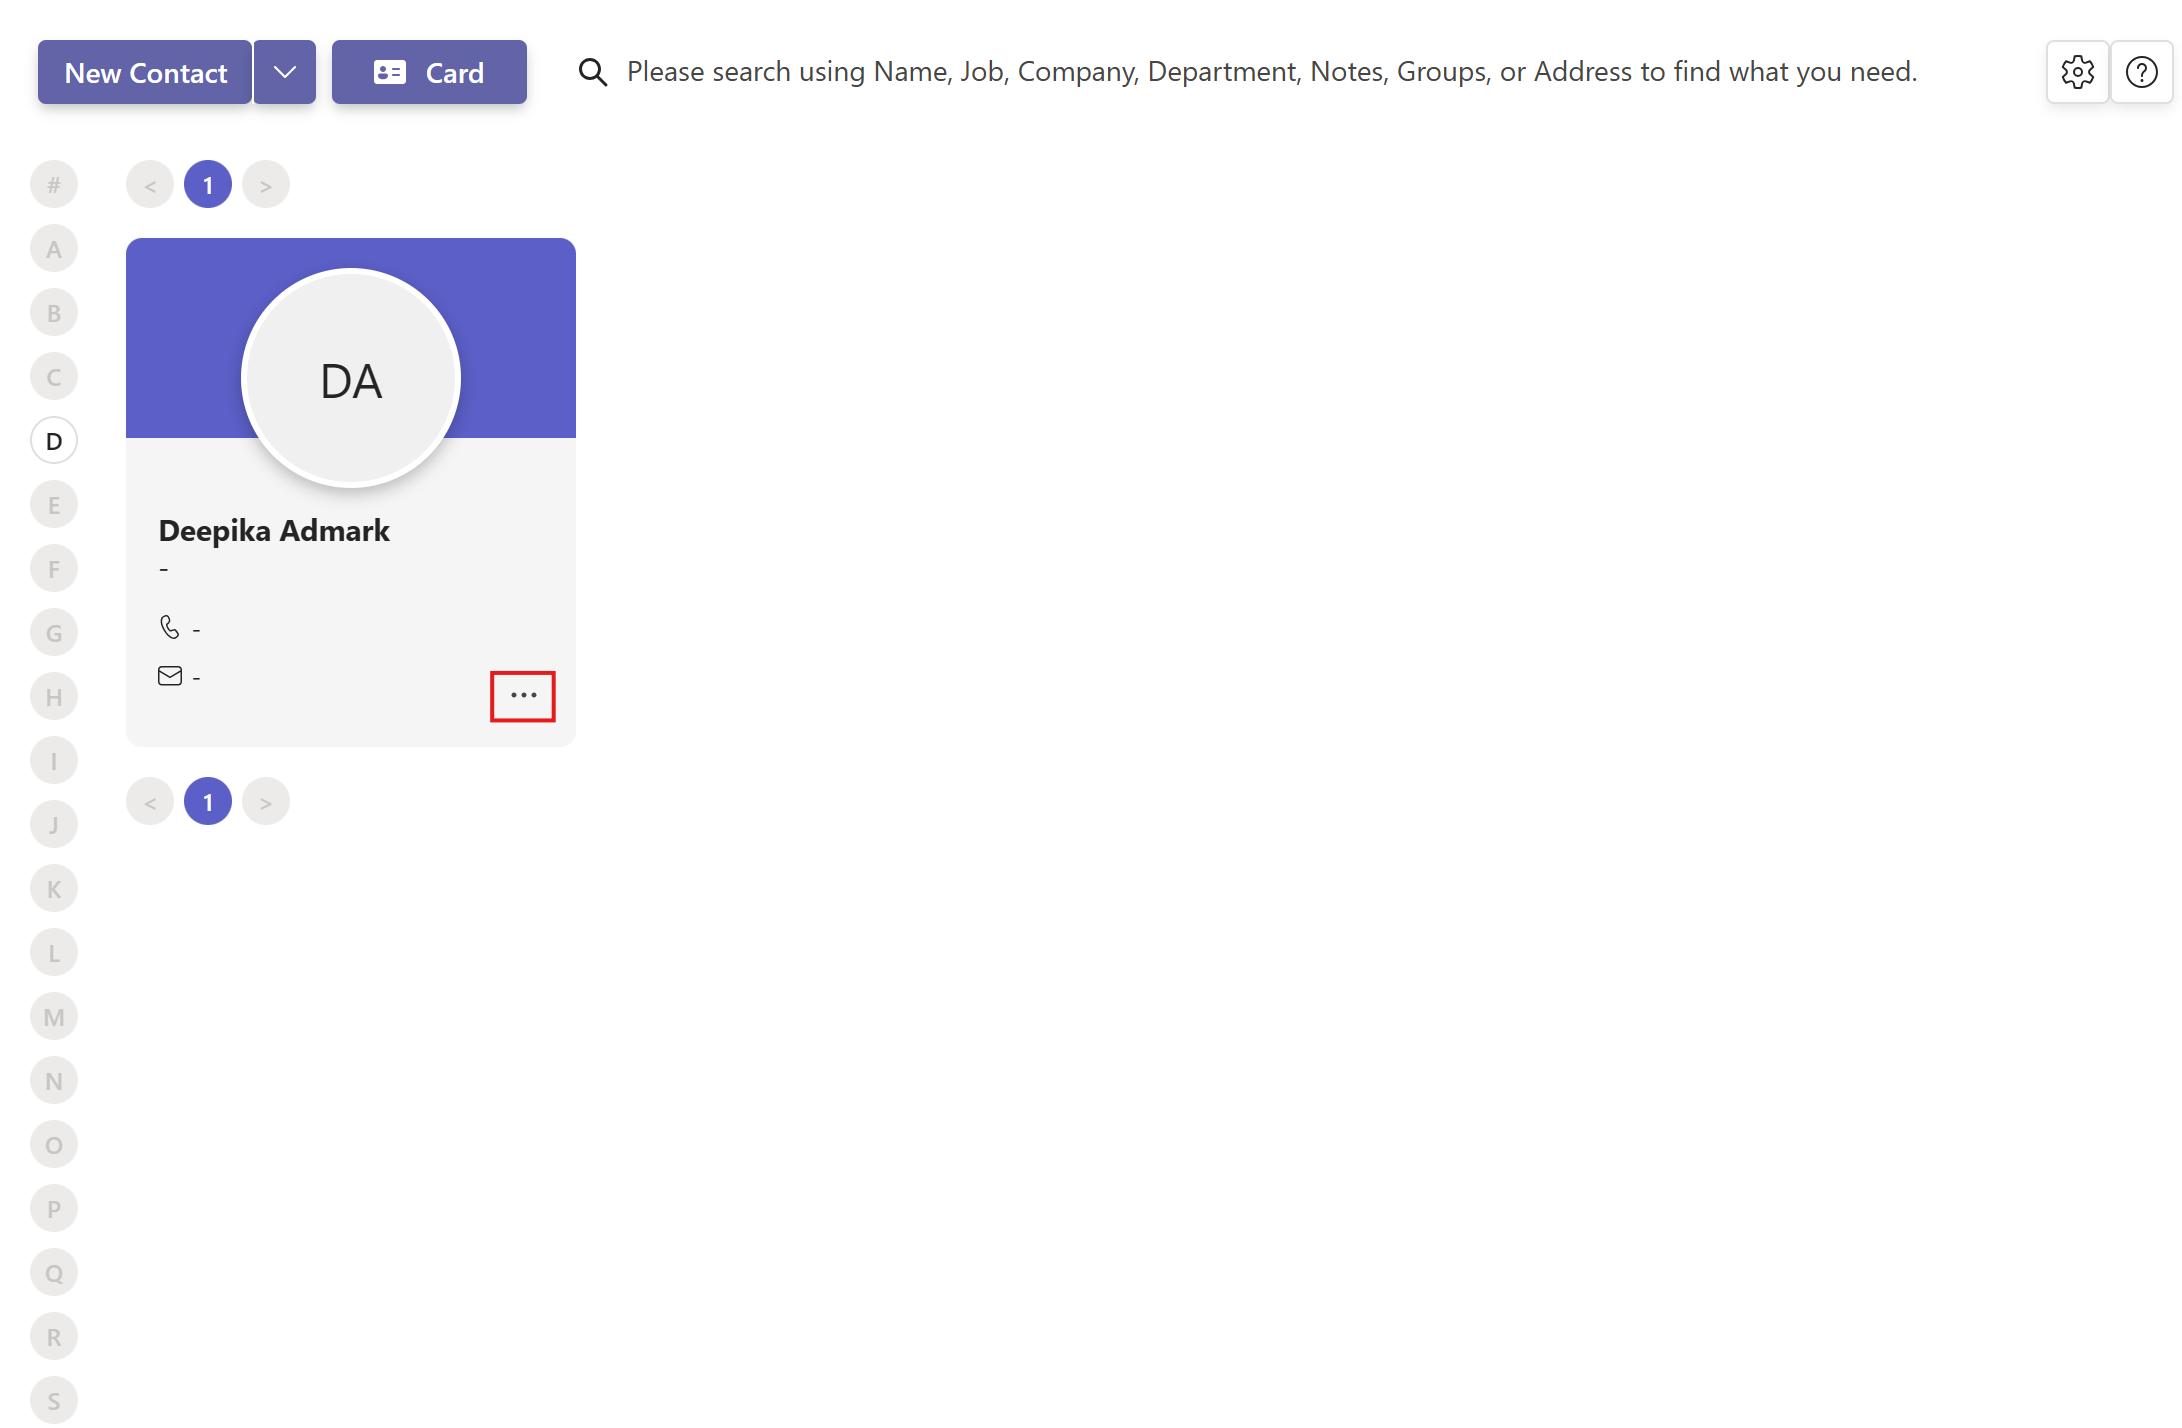 New Contact
Card
Please search using Name, Job, Company, Department, Notes, Groups, or Address to find what you need.
#
A
B
C
D
E
F
G
H
I
J
K
L
M
N
O
P
Q
R
S
< 1 >
DA
Deepika Admark
-
-
-
< 1 >